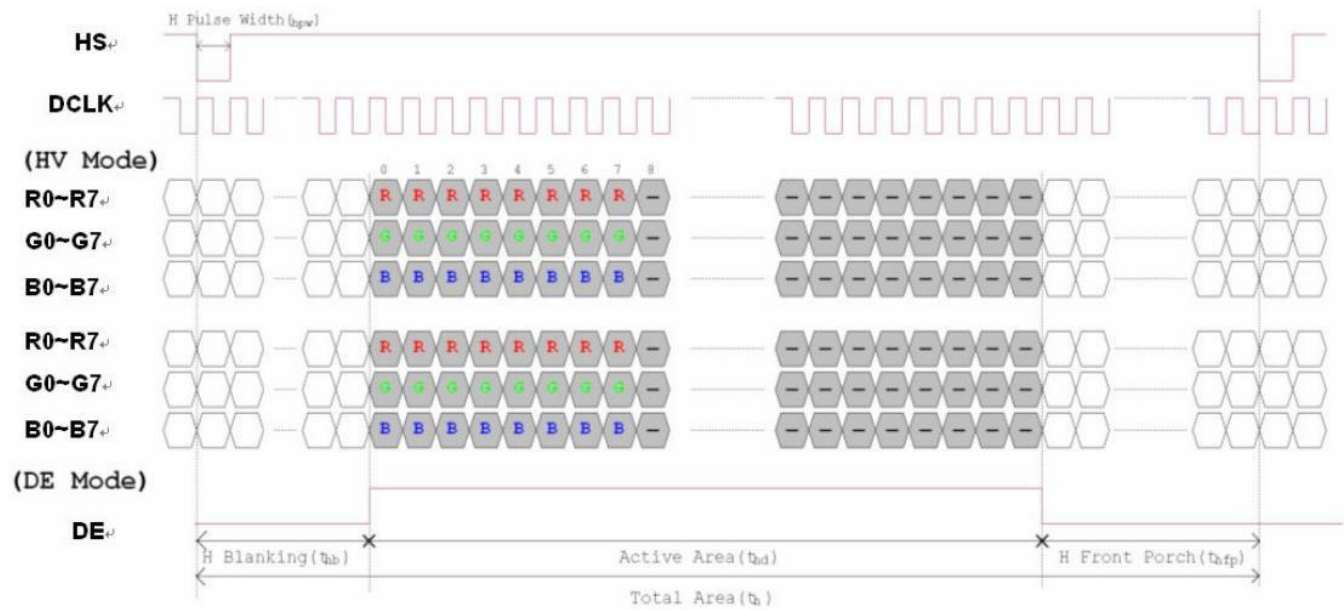 H Pulse Width(thpw)
HS
DCLK
(HV Mode)
0 1 2 3 4 5 6 7 8
R0~R7 R R R R R R R R - - - - - - - - -
G0~G7 G G G G G G G G - - - - - - - - -
B0~B7 B B B B B B B B - - - - - - - - -
R0~R7 R R R R R R R R - - - - - - - - -
G0~G7 G G G G G G G G - - - - - - - - -
B0~B7 B B B B B B B B - - - - - - - - -
(DE Mode)
DE
H Blanking(thb) Active Area(thd) H Front Porch(thfp)
Total Area(th)